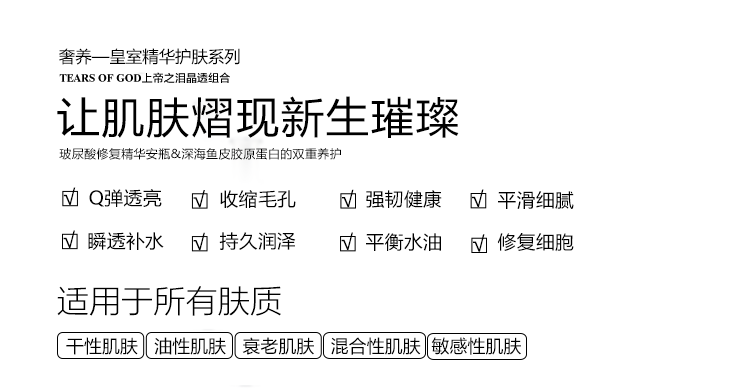 奢养—皇室精华护肤系列
TEARS OF GOD上帝之泪晶透组合
让肌肤熠现新生璀璨
玻尿酸修复精华安瓶&深海鱼皮胶原蛋白的双重养护
Q弹透亮 收缩毛孔 强韧健康 平滑细腻
瞬透补水 持久润泽 平衡水油 修复细胞
适用于所有肤质
干性肌肤 油性肌肤 衰老肌肤 混合性肌肤 敏感性肌肤